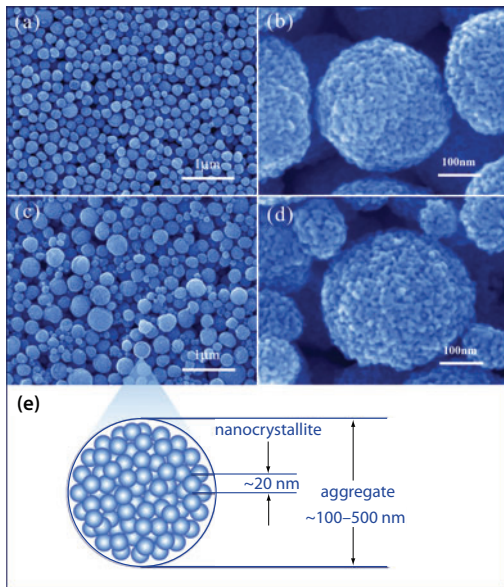 (a)
(b)
1μm
100nm
(c)
(d)
1μm
100nm
(e)
nanocrystallite
~20 nm
aggregate
~100–500 nm